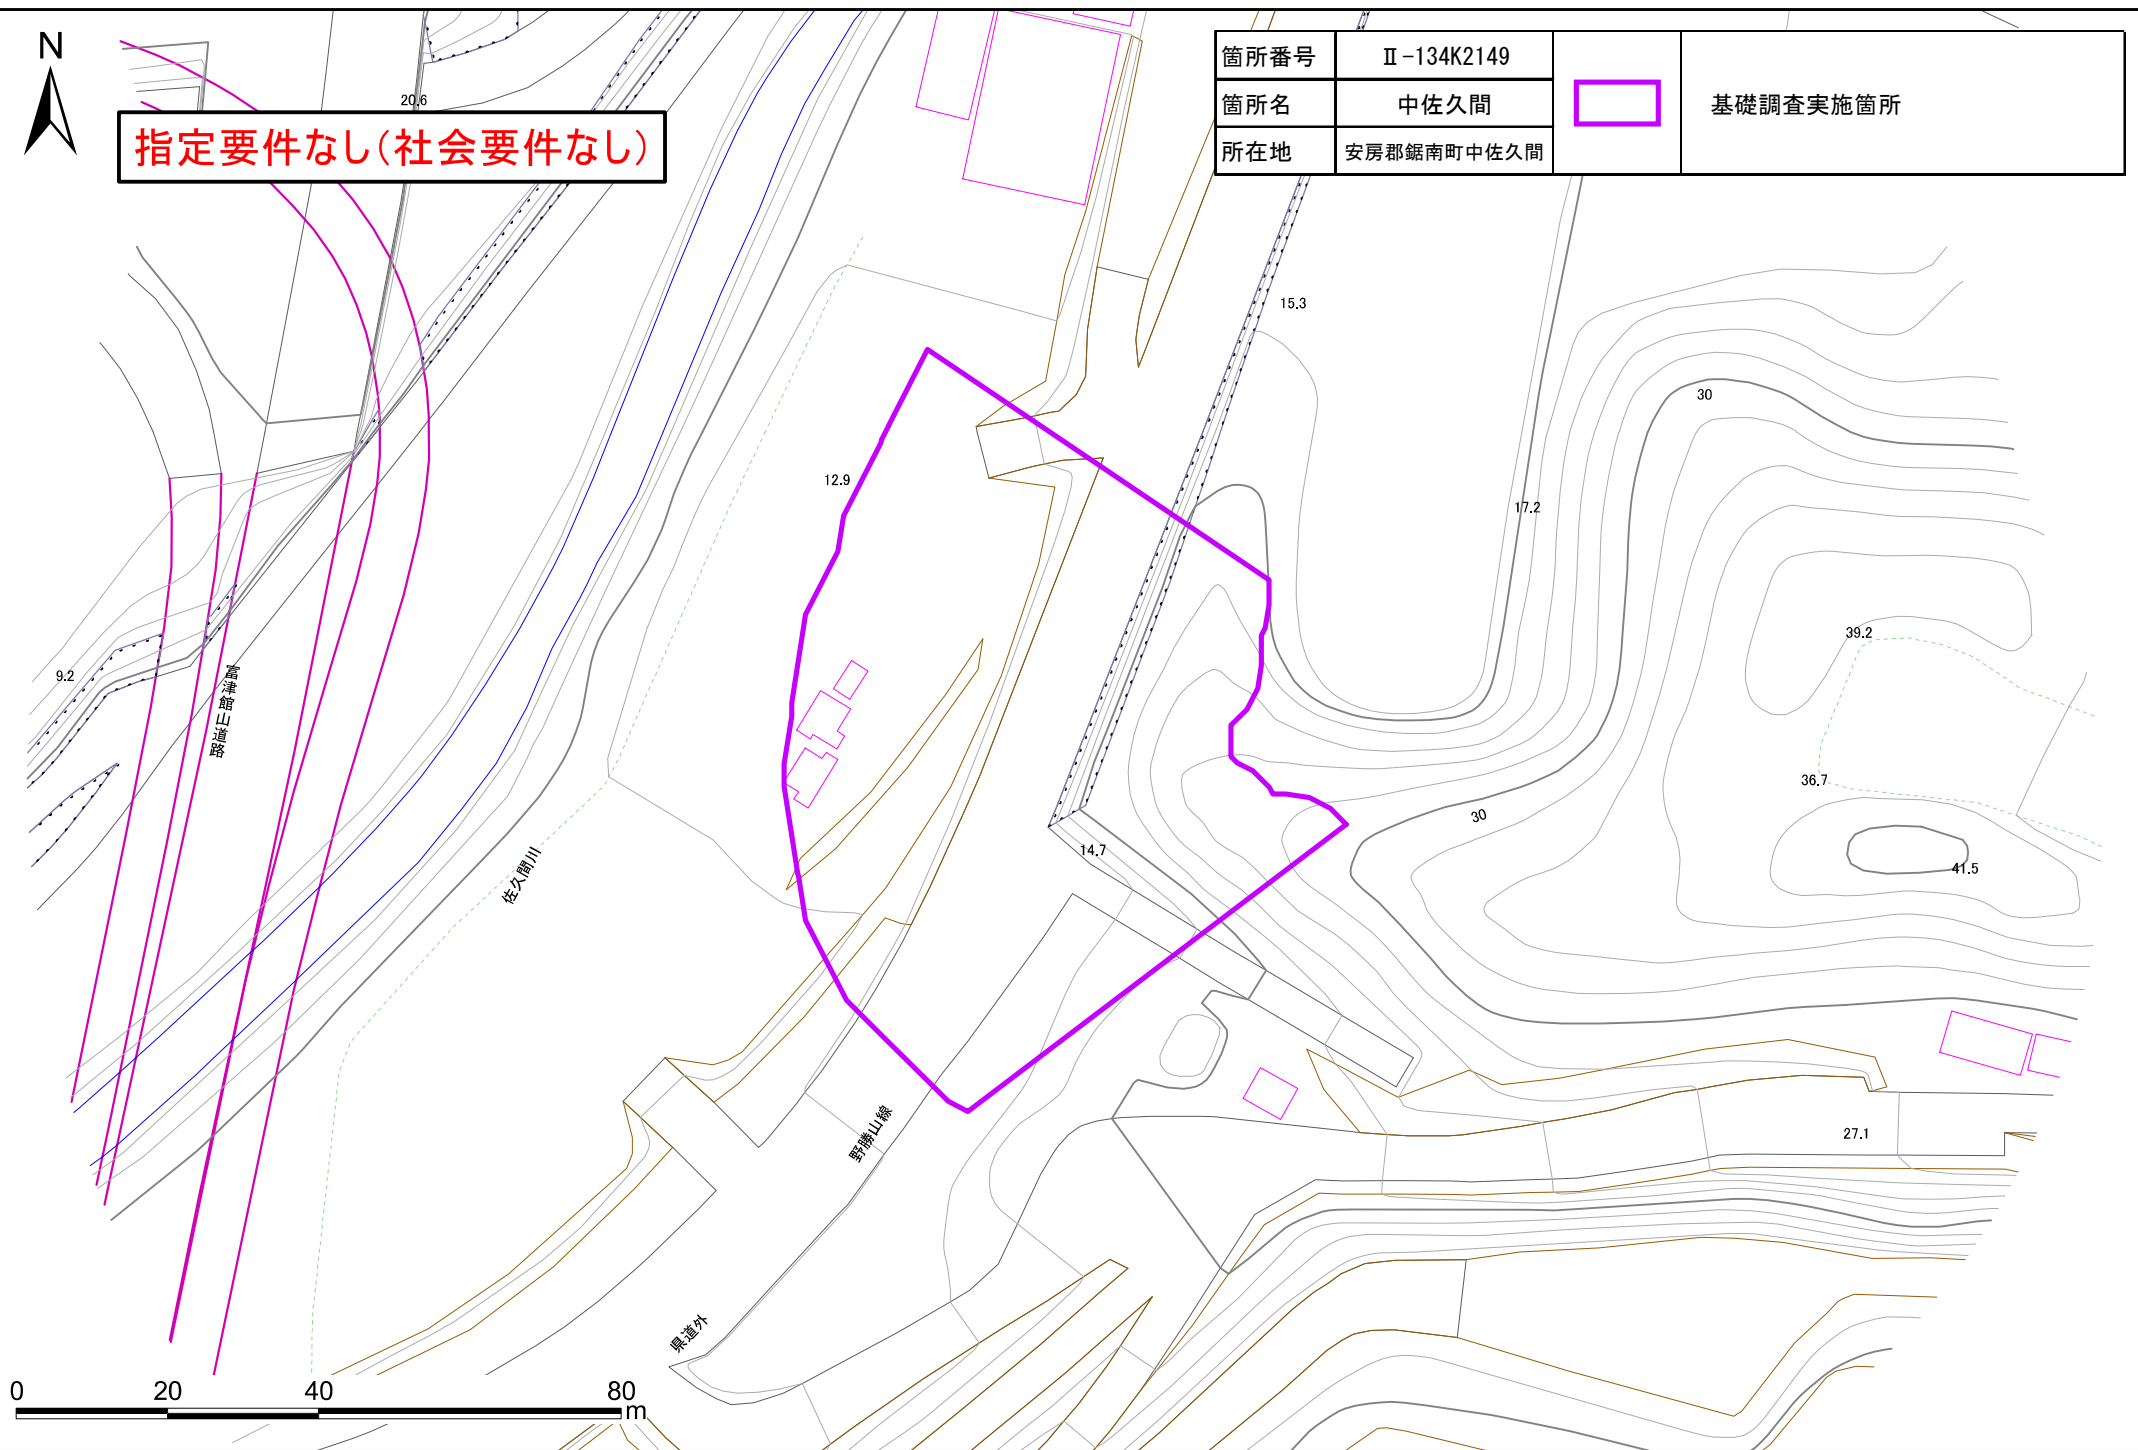 N
指定要件なし(社会要件なし)
箇所番号 Ⅱ-134K2149
箇所名 中佐久間
所在地 安房郡鋸南町中佐久間
基礎調査実施箇所
20.6
15.3
30
12.9
17.2
39.2
9.2
富津館山道路
36.7
30
14.7
41.5
佐久間川
野勝山線
27.1
県道外
0 20 40 80
m